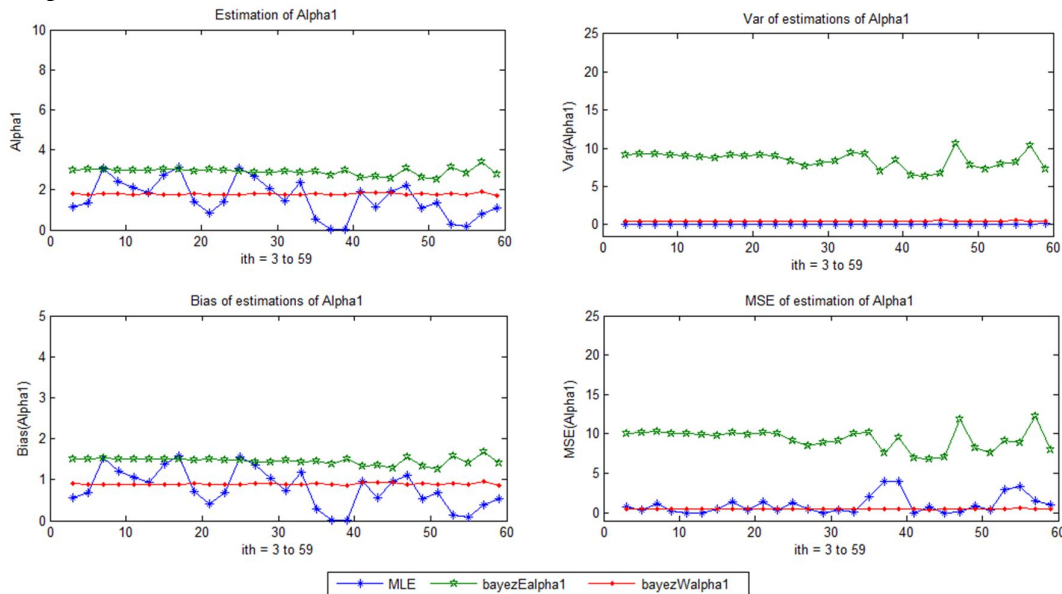 Estimation of Alpha1
10
8
6
4
2
0
Alpha1
0 10 20 30 40 50 60
ith = 3 to 59
Var of estimations of Alpha1
25
20
15
10
5
0
Var(Alpha1)
0 10 20 30 40 50 60
ith = 3 to 59
Bias of estimations of Alpha1
5
4
3
2
1
0
Bias(Alpha1)
0 10 20 30 40 50 60
ith = 3 to 59
MSE of estimation of Alpha1
25
20
15
10
5
0
MSE(Alpha1)
0 10 20 30 40 50 60
ith = 3 to 59
MLE bayezEalpha1 bayezWalpha1